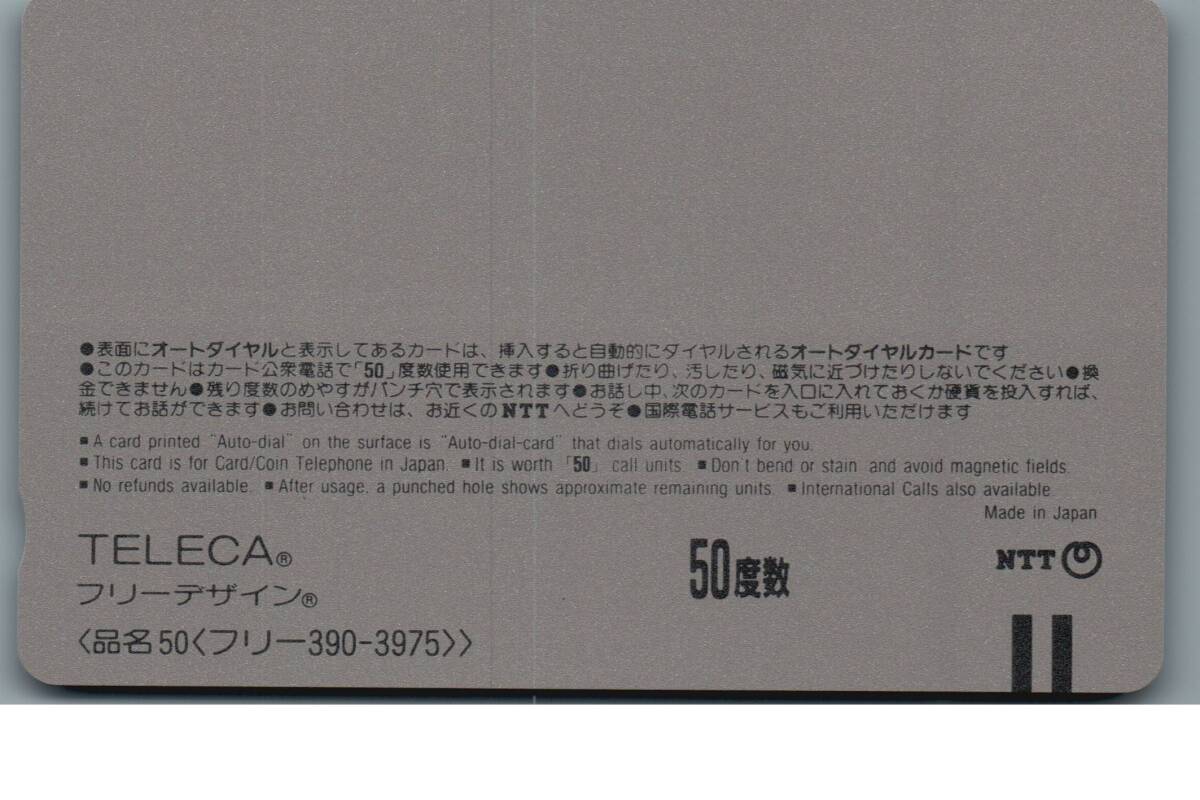 ●表面にオートダイヤルと表示してあるカードは、挿入すると自動的にダイヤルされるオートダイヤルカードです
●このカードはカード公衆電話で「50」度数使用できます●折り曲げたり、汚したり、磁気に近づけたりしないでください●換
金できません●残り度数のめやすがパンチ穴で表示されます●お話し中、次のカードを入口に入れておくか硬貨を投入すれば、
続けてお話ができます●お問い合わせは、お近くのNTTへどうぞ●国際電話サービスもご利用いただけます
■A card printed "Auto-dial" on the surface is "Auto-dial-card" that dials automatically for you.
■This card is for Card/Coin Telephone in Japan. ■It is worth 「50」 call units ■Don't bend or stain and avoid magnetic fields.
■No refunds available. ■After usage, a punched hole shows approximate remaining units ■International Calls also available.
Made in Japan
TELECA®
フリーデザイン®
〈品名50〈フリー390-3975〉〉
50度数
NTT